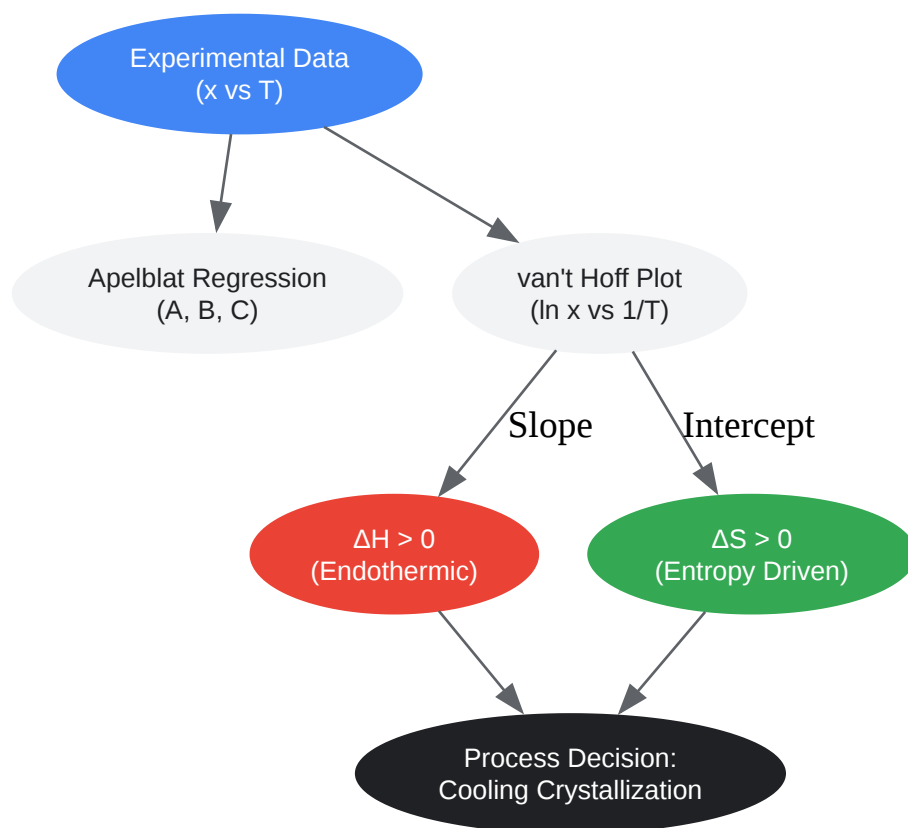 Experimental Data
(x vs T)
Apelblat Regression
(A, B, C)
van't Hoff Plot
(ln x vs 1/T)
Slope
Intercept
ΔH > 0
(Endothermic)
ΔS > 0
(Entropy Driven)
Process Decision:
Cooling Crystallization